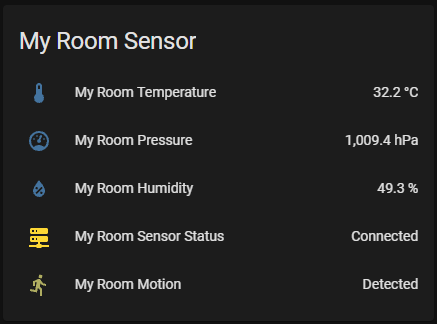 My Room Sensor
My Room Temperature 32.2 °C
My Room Pressure 1,009.4 hPa
My Room Humidity 49.3 %
My Room Sensor Status Connected
My Room Motion Detected